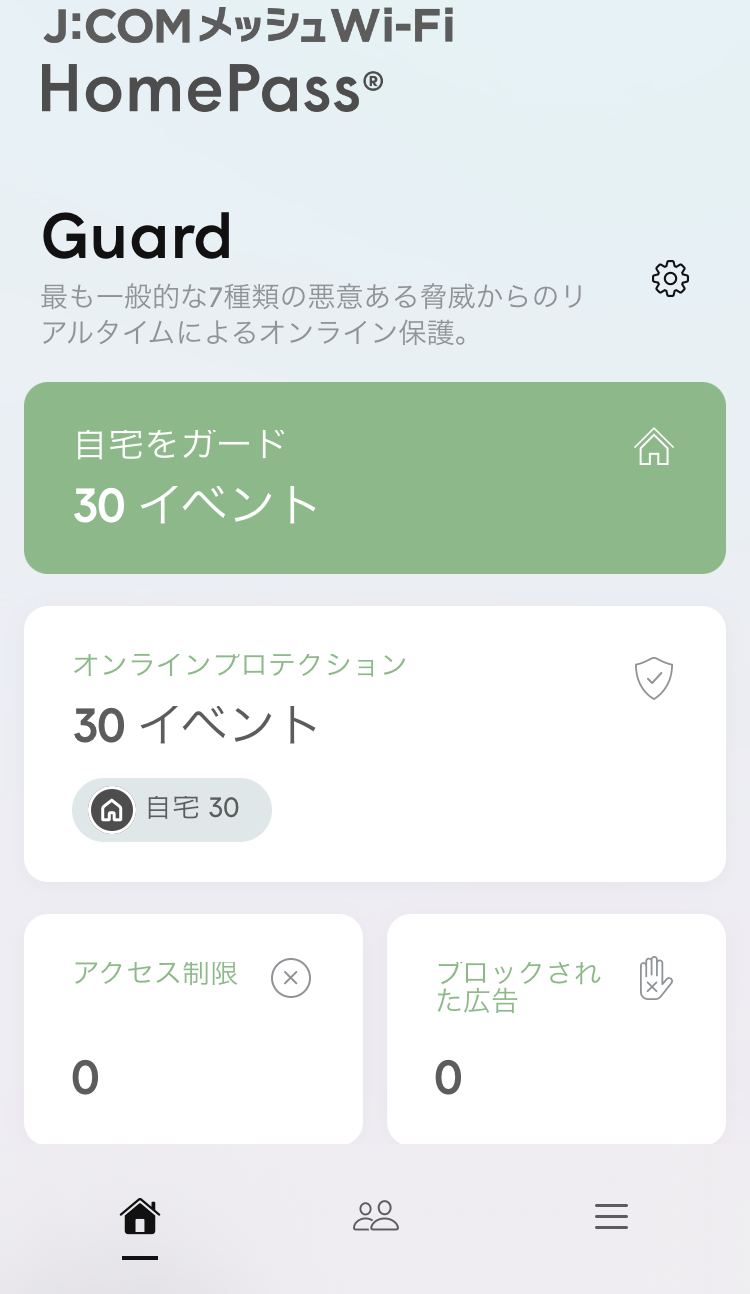 J:COM メッシュWi-Fi
HomePass®
Guard
最も一般的な7種類の悪意ある脅威からのリ
アルタイムによるオンライン保護。
自宅をガード
30 イベント
オンラインプロテクション
30 イベント
自宅 30
アクセス制限
0
ブロックされ
た広告
0